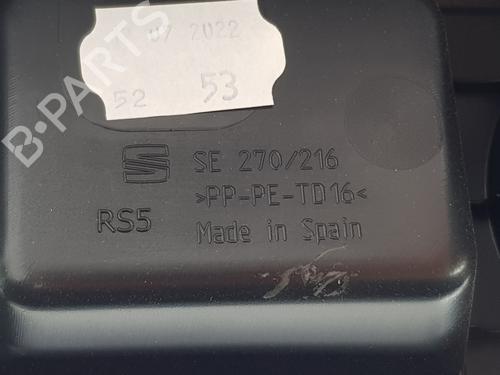 07 2022
52 53
SE 270/216
>PP-PE-TD16<
RS5 Made in Spain
B-PARTS